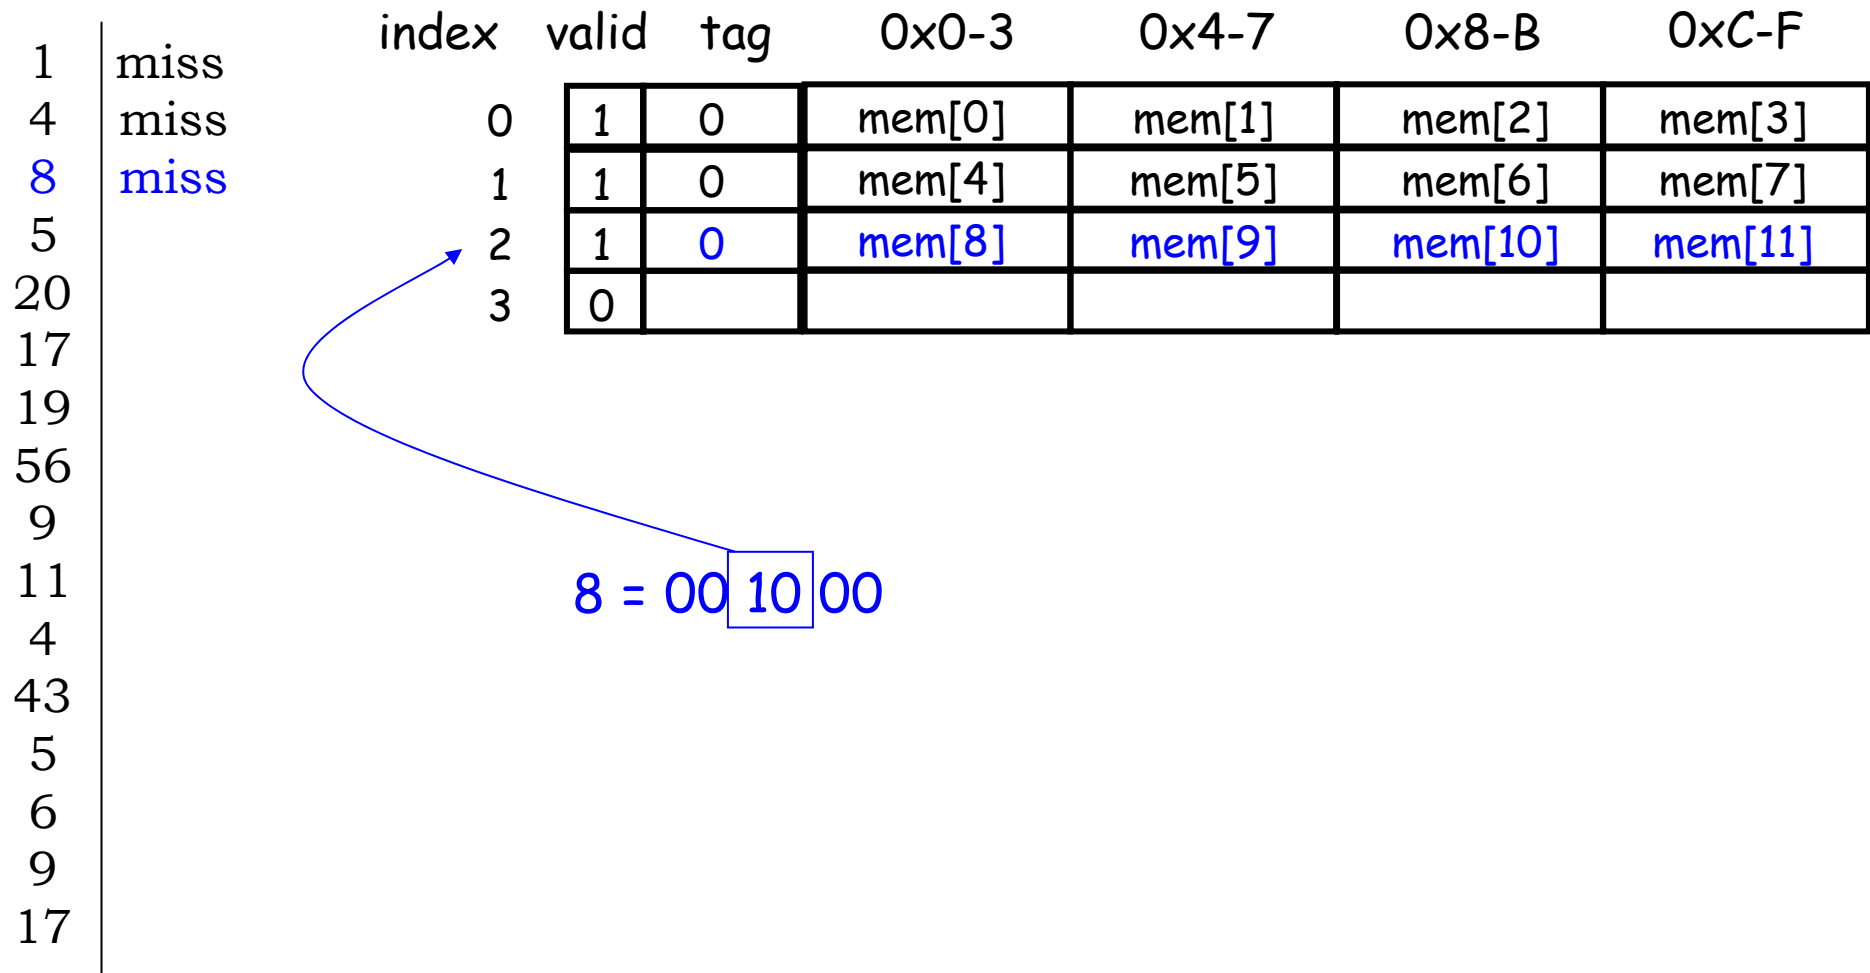 1 miss
4 miss
8 miss
5
20
17
19
56
9
11
4
43
5
6
9
17
index valid tag 0x0-3 0x4-7 0x8-B 0xC-F
0 1 0 mem[0] mem[1] mem[2] mem[3]
1 1 0 mem[4] mem[5] mem[6] mem[7]
2 1 0 mem[8] mem[9] mem[10] mem[11]
3 0
8 = 00 10 00